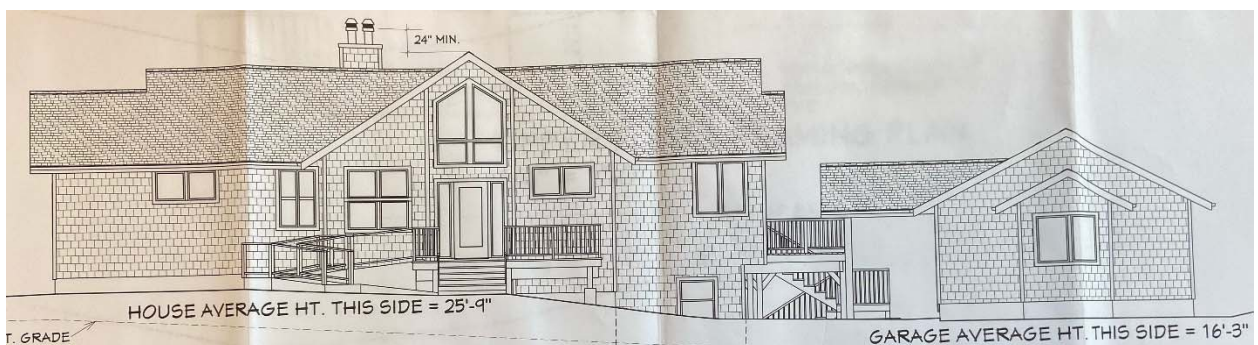 24" MIN.
HOUSE AVERAGE HT. THIS SIDE = 25'-9"
T. GRADE
GARAGE AVERAGE HT. THIS SIDE = 16'-3"